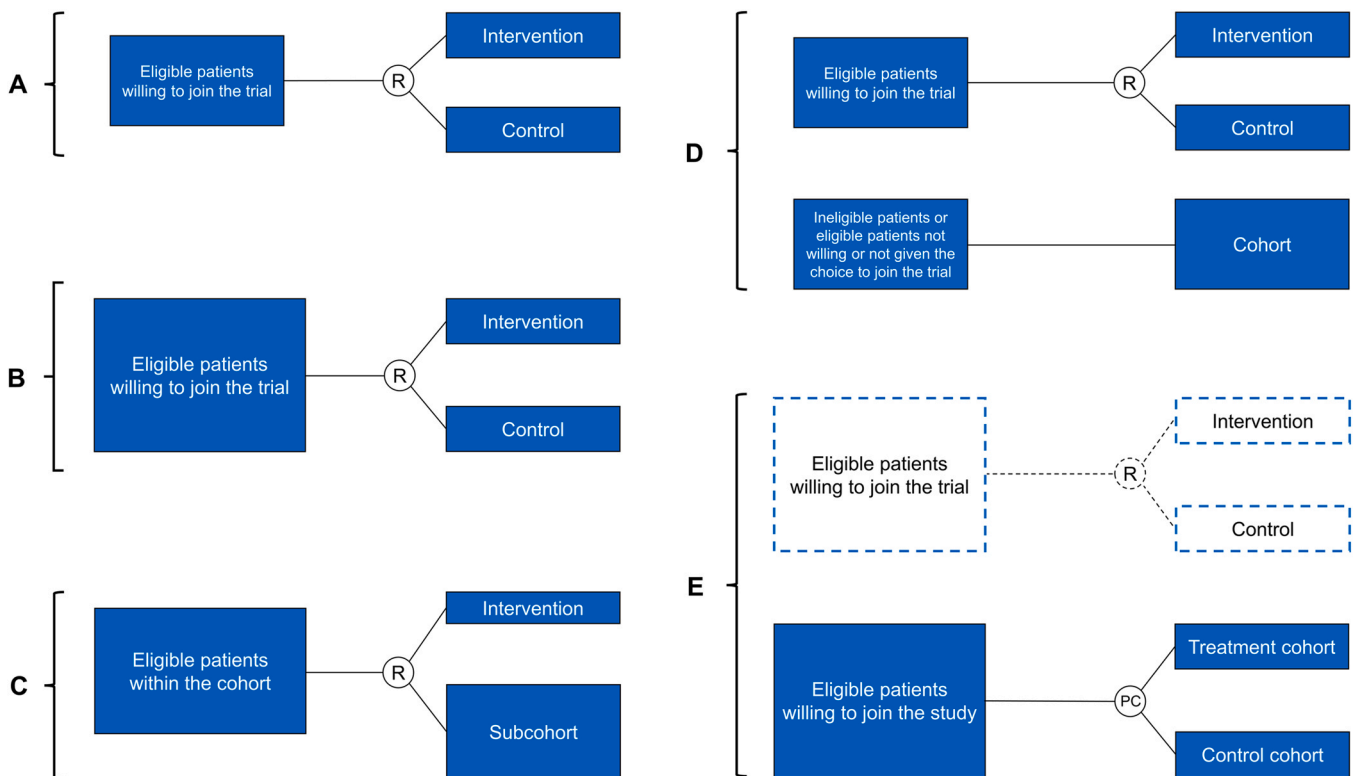 A
Eligible patients
willing to join the trial
R
Intervention
Control
B
Eligible patients
willing to join the trial
R
Intervention
Control
C
Eligible patients
within the cohort
R
Intervention
Subcohort
D
Eligible patients
willing to join the trial
R
Intervention
Control
Ineligible patients or
eligible patients not
willing or not given the
choice to join the trial
Cohort
E
Eligible patients
willing to join the trial
R
Intervention
Control
Eligible patients
willing to join the study
PC
Treatment cohort
Control cohort